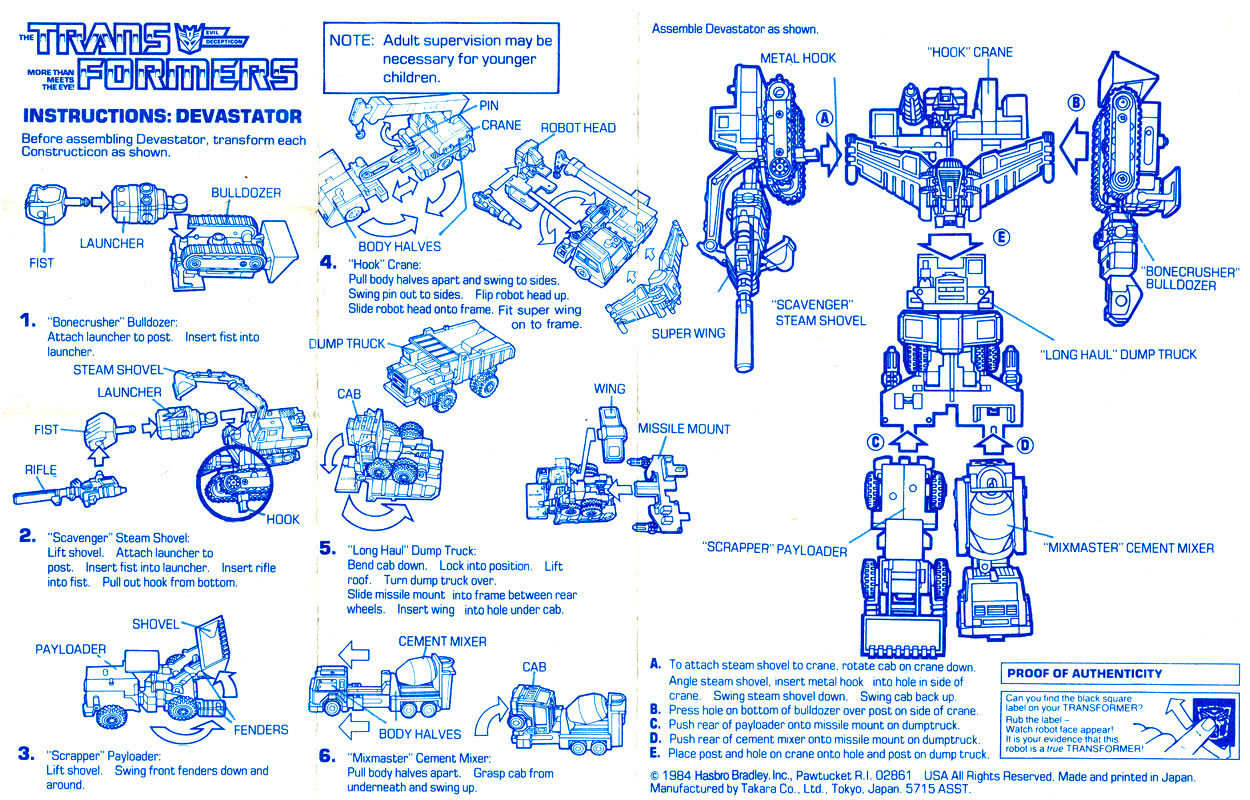 THE TRANSFORMERS
EVIL
DECEPTICON
MORE THAN
MEETS
THE EYE!
INSTRUCTIONS: DEVASTATOR
Before assembling Devastator, transform each
Constructicon as shown.
BULLDOZER
LAUNCHER
FIST
1. "Bonecrusher" Bulldozer:
Attach launcher to post. Insert fist into
launcher.
STEAM SHOVEL
LAUNCHER
FIST
RIFLE
HOOK
2. "Scavenger" Steam Shovel:
Lift shovel. Attach launcher to
post. Insert fist into launcher. Insert rifle
into fist. Pull out hook from bottom.
SHOVEL
PAYLOADER
FENDERS
3. "Scrapper" Payloader:
Lift shovel. Swing front fenders down and
around.
NOTE: Adult supervision may be
necessary for younger
children.
PIN
CRANE
ROBOT HEAD
BODY HALVES
4. "Hook" Crane:
Pull body halves apart and swing to sides.
Swing pin out to sides. Flip robot head up.
Slide robot head onto frame. Fit super wing
on to frame.
SUPER WING
DUMP TRUCK
CAB
WING
MISSILE MOUNT
5. "Long Haul" Dump Truck:
Bend cab down. Lock into position. Lift
roof. Turn dump truck over.
Slide missile mount into frame between rear
wheels. Insert wing into hole under cab.
CEMENT MIXER
CAB
BODY HALVES
6. "Mixmaster" Cement Mixer:
Pull body halves apart. Grasp cab from
underneath and swing up.
Assemble Devastator as shown.
METAL HOOK
"HOOK" CRANE
A
B
E
"SCAVENGER"
STEAM SHOVEL
"BONECRUSHER"
BULLDOZER
"LONG HAUL" DUMP TRUCK
C
D
"SCRAPPER" PAYLOADER
"MIXMASTER" CEMENT MIXER
A. To attach steam shovel to crane, rotate cab on crane down.
Angle steam shovel, insert metal hook into hole in side of
crane. Swing steam shovel down. Swing cab back up.
B. Press hole on bottom of bulldozer over post on side of crane.
C. Push rear of payloader onto missile mount on dumptruck.
D. Push rear of cement mixer onto missile mount on dumptruck.
E. Place post and hole on crane onto hole and post on dump truck.
PROOF OF AUTHENTICITY
Can you find the black square
label on your TRANSFORMER?
Rub the label –
Watch robot face appear!
It is your evidence that this
robot is a true TRANSFORMER!
© 1984 Hasbro Bradley, Inc., Pawtucket R.I. 02861 USA All Rights Reserved. Made and printed in Japan.
Manufactured by Takara Co., Ltd., Tokyo, Japan. 5715 ASST.